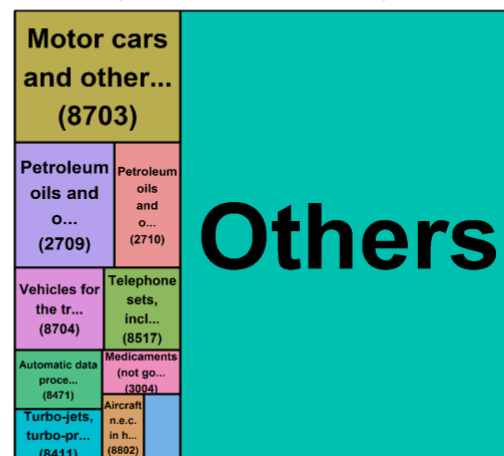 Motor cars
and other...
(8703)
Petroleum
oils and
o...
(2709)
Petroleum
oils
and
o...
(2710)
Vehicles for
the tr...
(8704)
Telephone
sets,
incl...
(8517)
Automatic data
proce...
(8471)
Medicaments
(not go...
(3004)
Turbo-jets,
turbo-pr...
(8411)
Aircraft
n.e.c.
in h...
(8802)
Others